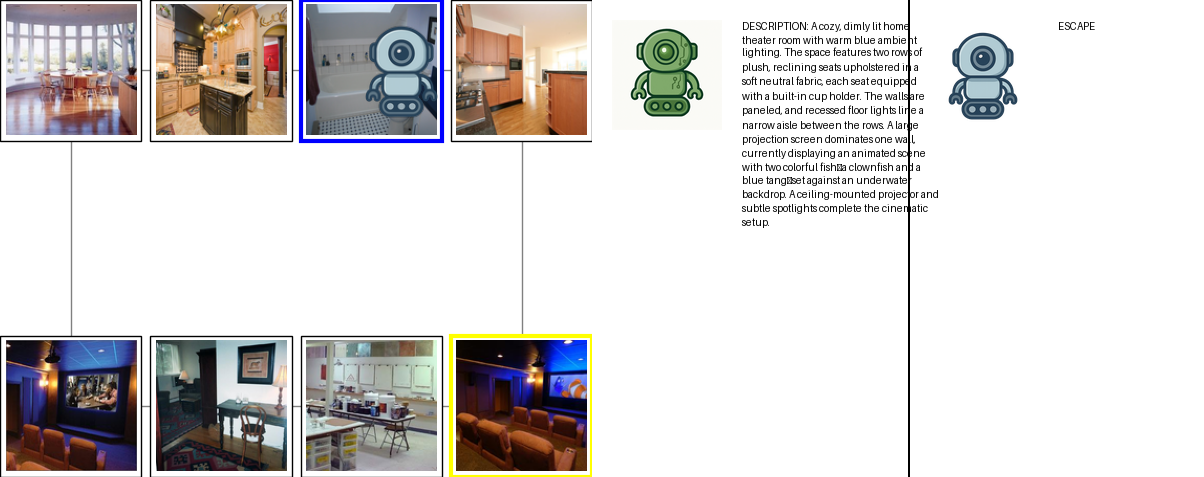 DESCRIPTION: A cozy, dimly lit home
theater room with warm blue ambient
lighting. The space features two rows of
plush, reclining seats upholstered in a
soft neutral fabric, each seat equipped
with a built-in cup holder. The walls are
paneled, and recessed floor lights line a
narrow aisle between the rows. A large
projection screen dominates one wall,
currently displaying an animated scene
with two colorful fish▯a clownfish and a
blue tang▯set against an underwater
backdrop. A ceiling-mounted projector and
subtle spotlights complete the cinematic
setup.
ESCAPE